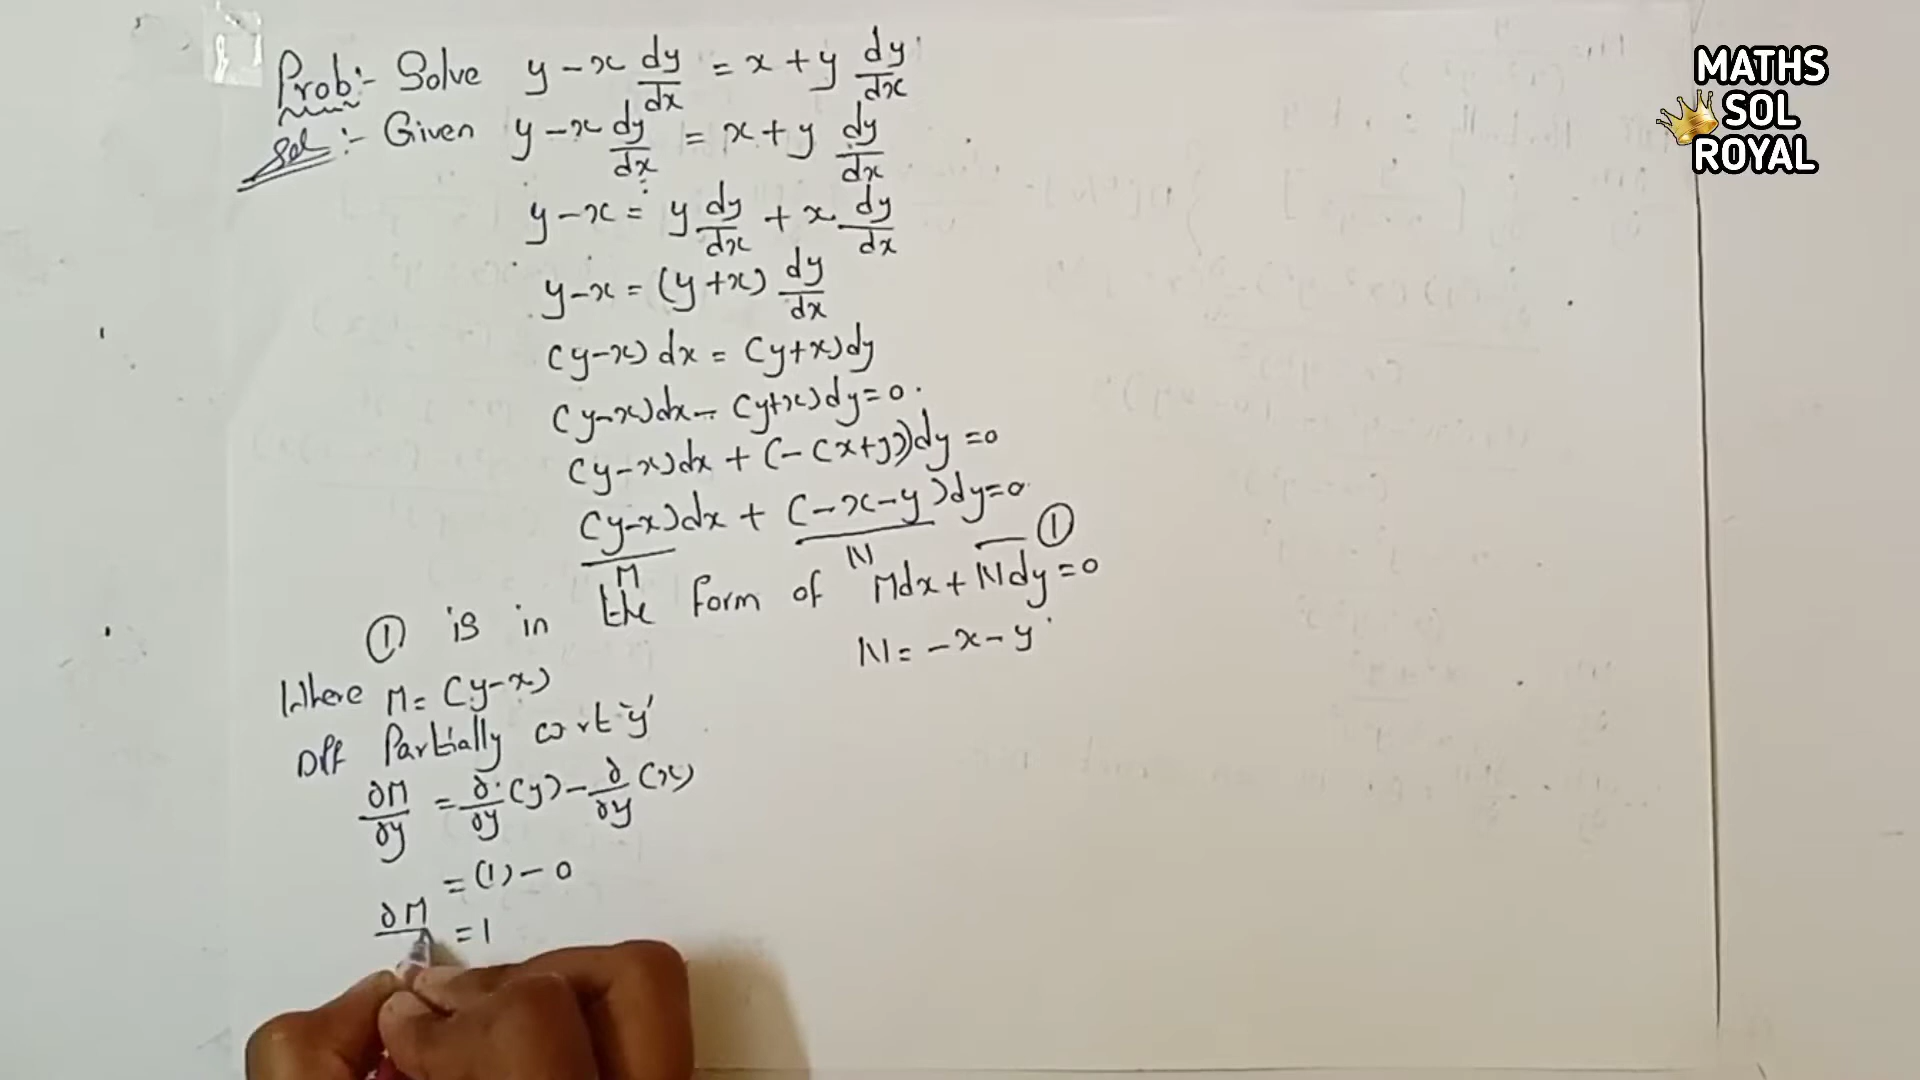 Prob:- Solve y-x dy/dx = x+y dy/dx
Sol:- Given y-x dy/dx = x+y dy/dx
y-x = y dy/dx + x dy/dx
y-x = (y+x) dy/dx
(y-x) dx = (y+x) dy
(y-x)dx - (y+x)dy=0.
(y-x)dx + (-(x+y))dy =0
(y-x)dx + (-x-y)dy=0
M N — ①
① is in the form of Mdx + Ndy =0
Where M = (y-x) N = -x-y
Diff Partially w rt 'y'
∂M/∂y = ∂/∂y (y) - ∂/∂y (x)
= (1) - 0
∂M = 1
MATHS
SOL
ROYAL